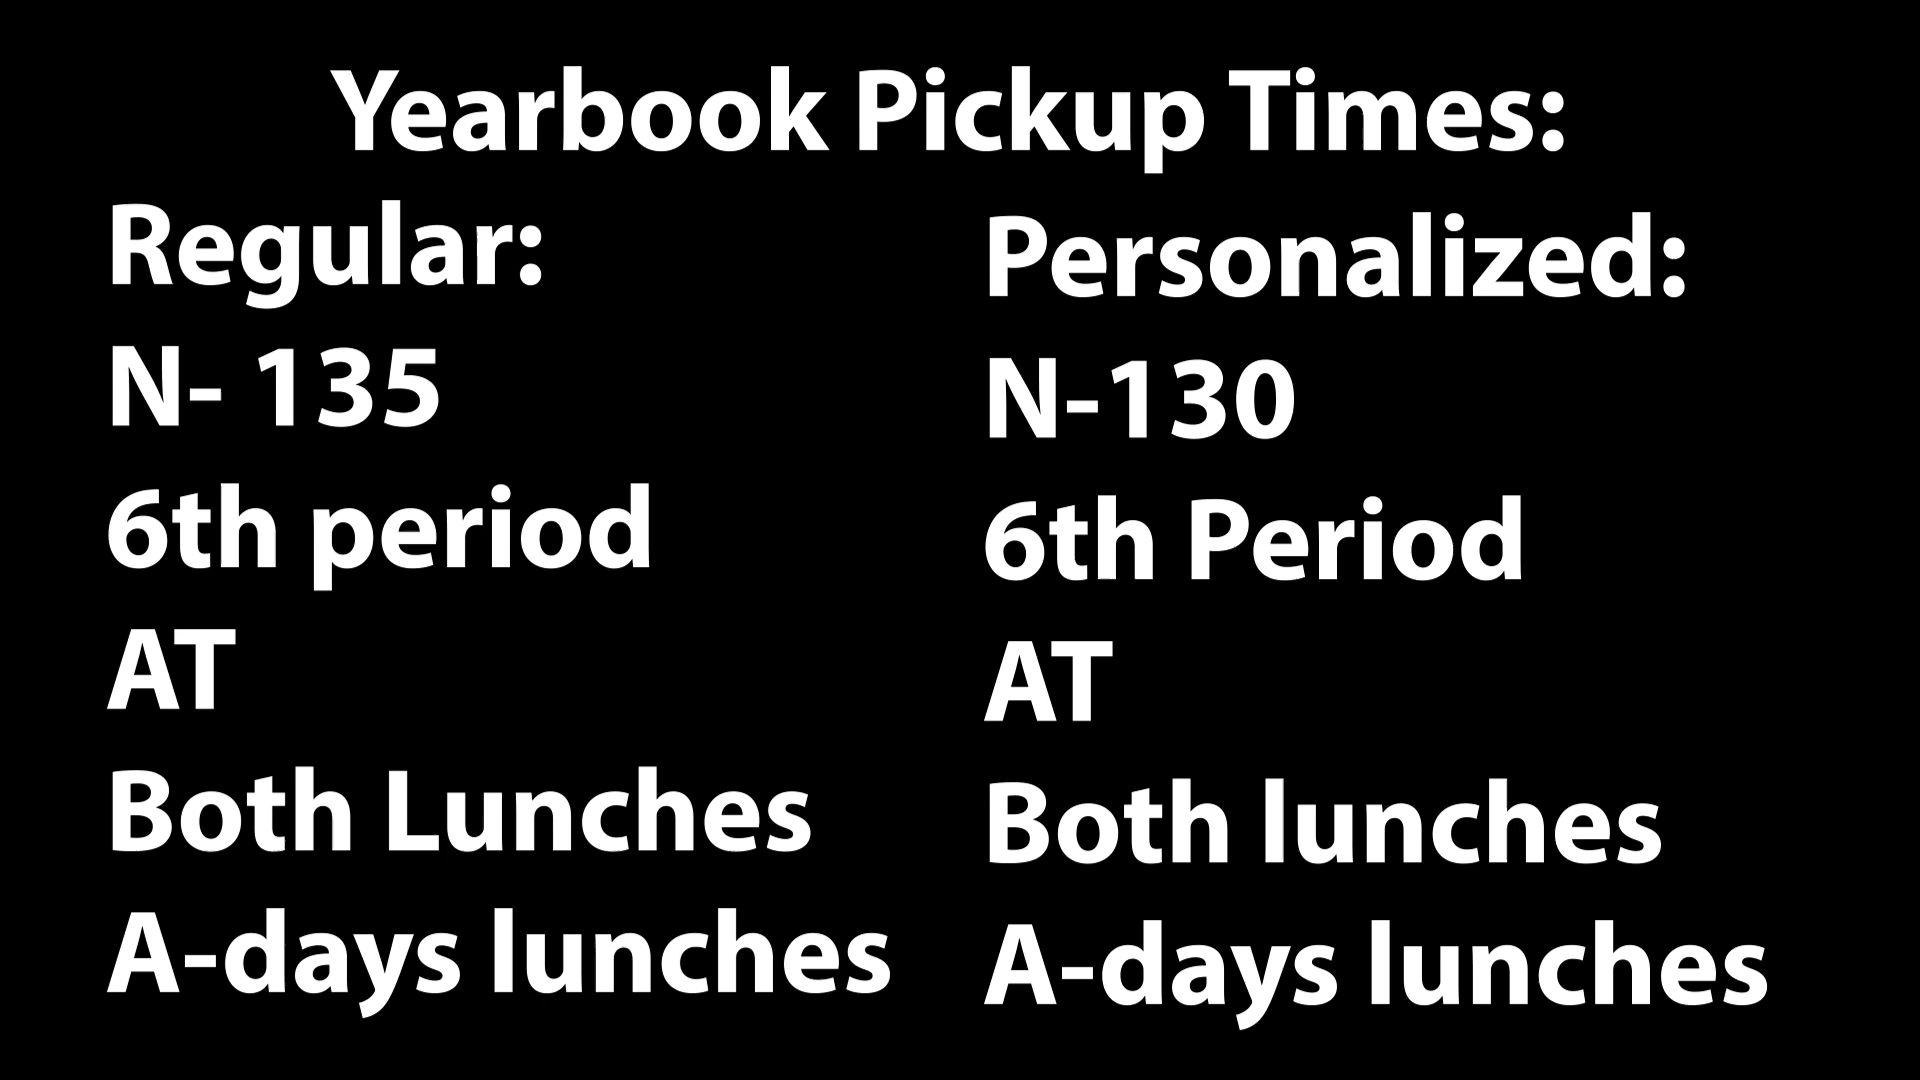 Yearbook Pickup Times:
Regular:
N- 135
6th period
AT
Both Lunches
A-days lunches
Personalized:
N-130
6th Period
AT
Both lunches
A-days lunches